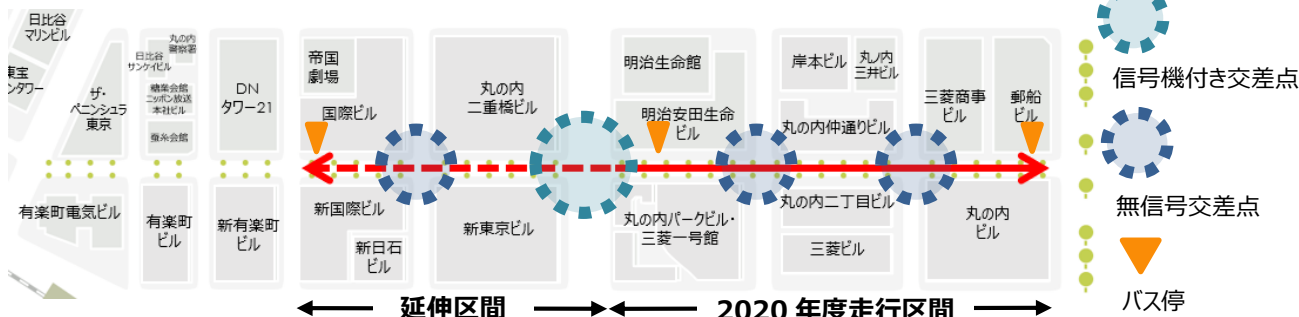 日比谷
マリンビル
東宝
ンタワー
ザ・
ペニンシュラ
東京
日比谷
サンケイビル
丸の内
警察署
糖業会館
ニッポン放送
本社ビル
蚕糸会館
DN
タワー21
帝国
劇場
国際ビル
丸の内
二重橋ビル
明治生命館
明治安田生命
ビル
岸本ビル
丸ノ内
三井ビル
丸の内仲通りビル
三菱商事
ビル
郵船
ビル
有楽町電気ビル
有楽町
ビル
新有楽町
ビル
新国際ビル
新日石
ビル
新東京ビル
丸の内パークビル・
三菱一号館
丸の内二丁目ビル
三菱ビル
丸の内
ビル
延伸区間
2020年度走行区間
信号機付き交差点
無信号交差点
バス停